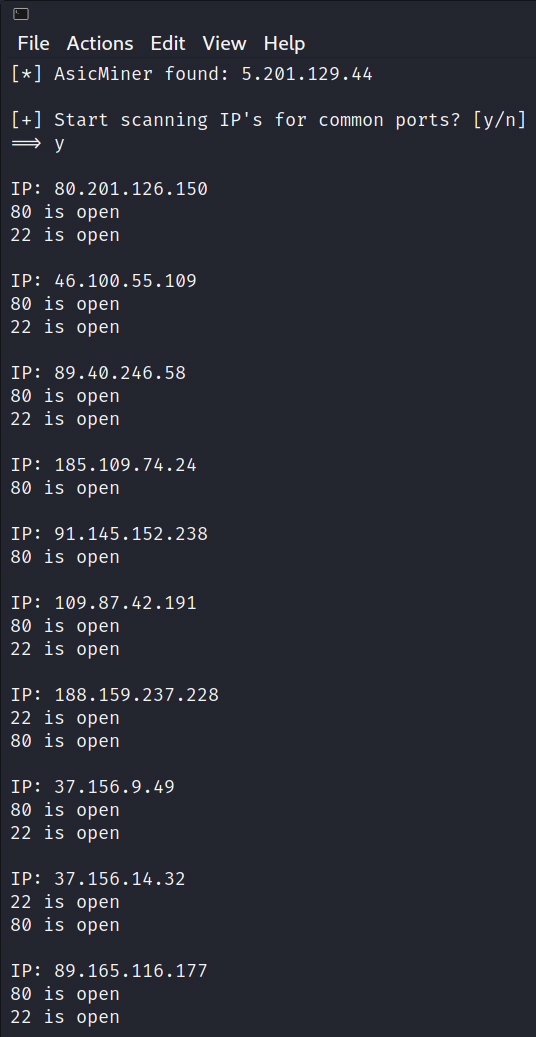 File Actions Edit View Help
[*] AsicMiner found: 5.201.129.44
[+] Start scanning IP's for common ports? [y/n]
==> y
IP: 80.201.126.150
80 is open
22 is open
IP: 46.100.55.109
80 is open
22 is open
IP: 89.40.246.58
80 is open
22 is open
IP: 185.109.74.24
80 is open
IP: 91.145.152.238
80 is open
IP: 109.87.42.191
80 is open
22 is open
IP: 188.159.237.228
22 is open
80 is open
IP: 37.156.9.49
80 is open
22 is open
IP: 37.156.14.32
22 is open
80 is open
IP: 89.165.116.177
80 is open
22 is open